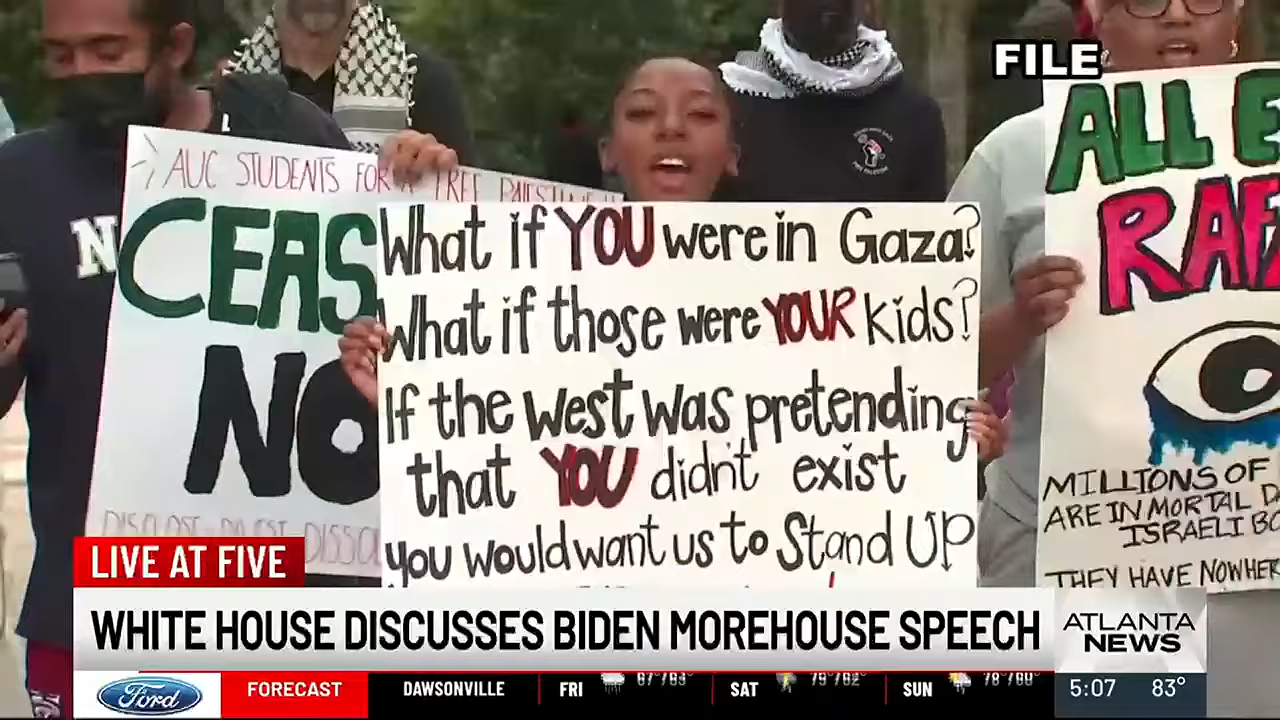 FILE
AUC STUDENTS FOR A FREE
CEAS
NO
What if YOU were in Gaza?
What if those were YOUR kids?
If the West was pretending
that YOU didn't exist
you would want us to Stand UP
ALL E
RAF
MILLIONS OF
ARE IN MORTAL D
ISRAELI BO
THEY HAVE NOWHER
N
LIVE AT FIVE
WHITE HOUSE DISCUSSES BIDEN MOREHOUSE SPEECH
ATLANTA
NEWS
Ford
FORECAST
DAWSONVILLE
FRI
SAT
SUN
5:07
83°